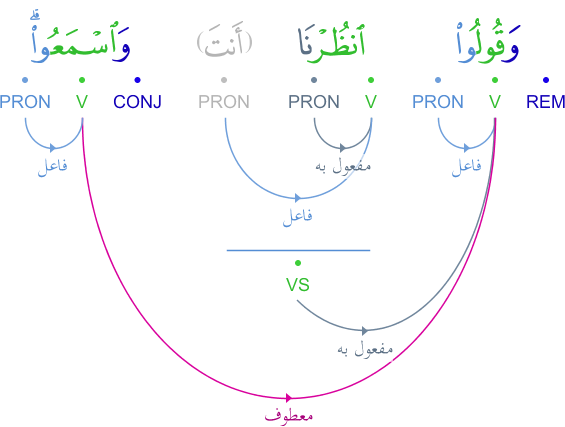 وَقُولُوا۟ ٱنظُرْنَا (أَنتَ) وَٱسْمَعُوا۟ ۗ
REM V PRON V PRON PRON CONJ V PRON
فاعل مفعول به فاعل
فاعل
VS
مفعول به
معطوف